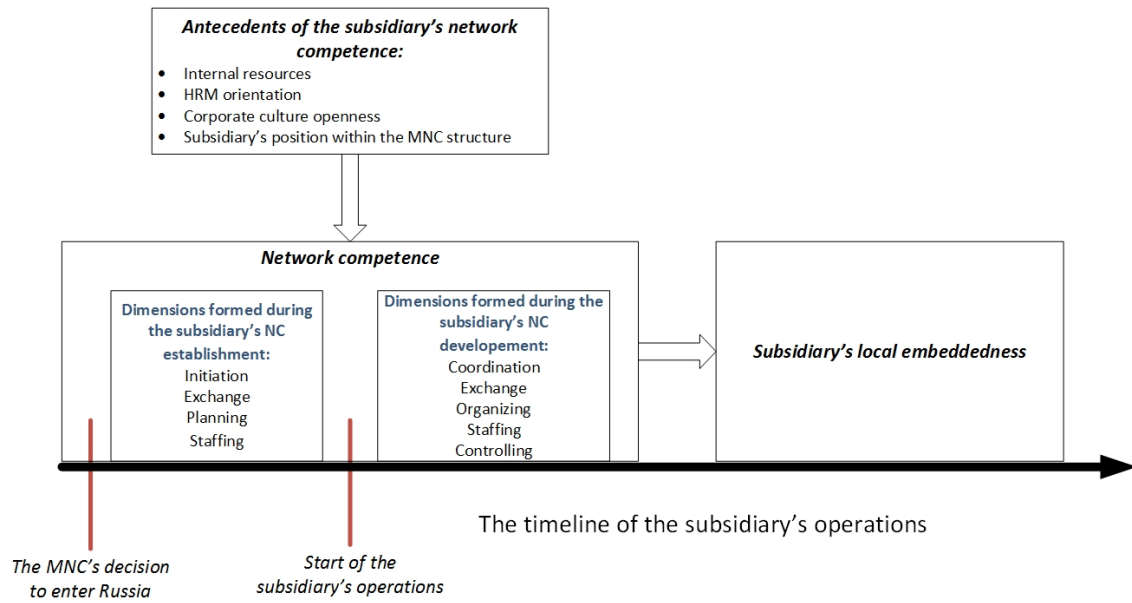 Antecedents of the subsidiary's network
competence:
• Internal resources
• HRM orientation
• Corporate culture openness
• Subsidiary's position within the MNC structure
Network competence
Dimensions formed during
the subsidiary's NC
establishment:
Initiation
Exchange
Planning
Staffing
Dimensions formed during the
subsidiary's NC
developement:
Coordination
Exchange
Organizing
Staffing
Controlling
Subsidiary's local embeddedness
The timeline of the subsidiary's operations
The MNC's decision
to enter Russia
Start of the
subsidiary's operations